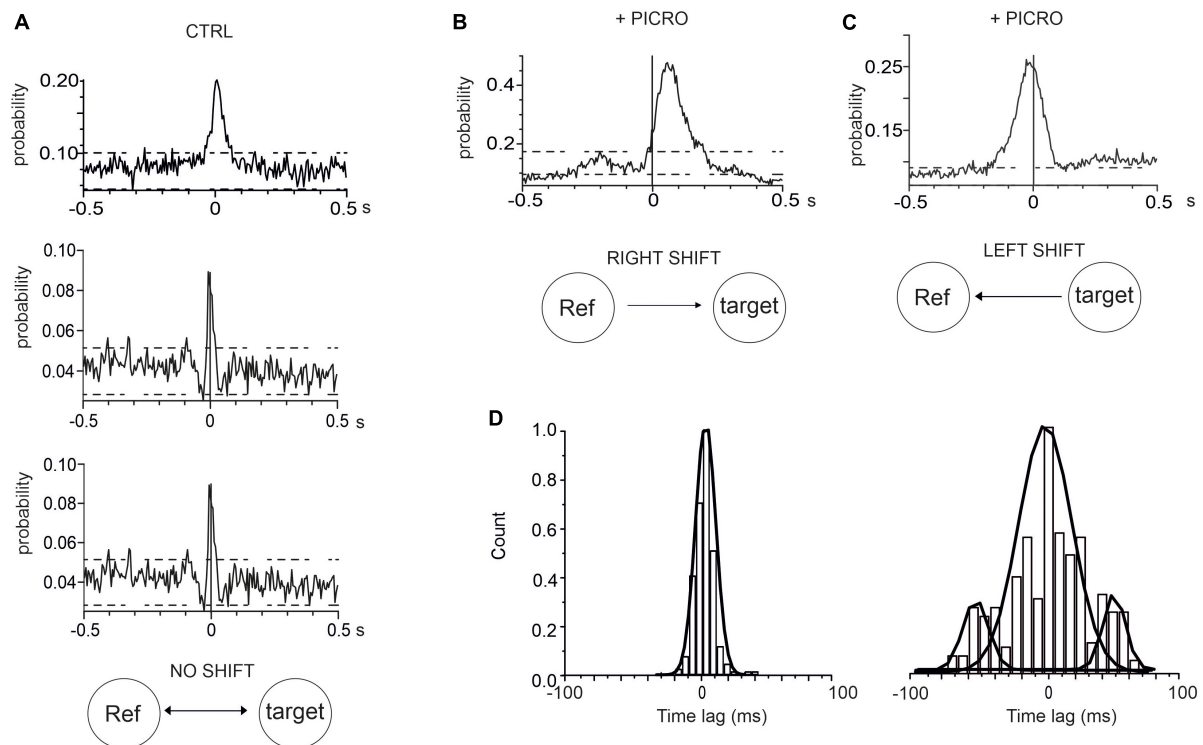 A
CTRL
probability
0.20
0.10
-0.5 0 0.5 s
probability
0.10
0.08
0.06
0.04
-0.5 0 0.5 s
probability
0.10
0.08
0.06
0.04
-0.5 0 0.5 s
NO SHIFT
Ref target
B
+ PICRO
probability
0.4
0.2
-0.5 0 0.5 s
RIGHT SHIFT
Ref target
C
+ PICRO
probability
0.25
0.15
-0.5 0 0.5 s
LEFT SHIFT
Ref target
D
Count
1.0
0.8
0.6
0.4
0.2
0.0
-100 0 100
Time lag (ms)
-100 0 100
Time lag (ms)